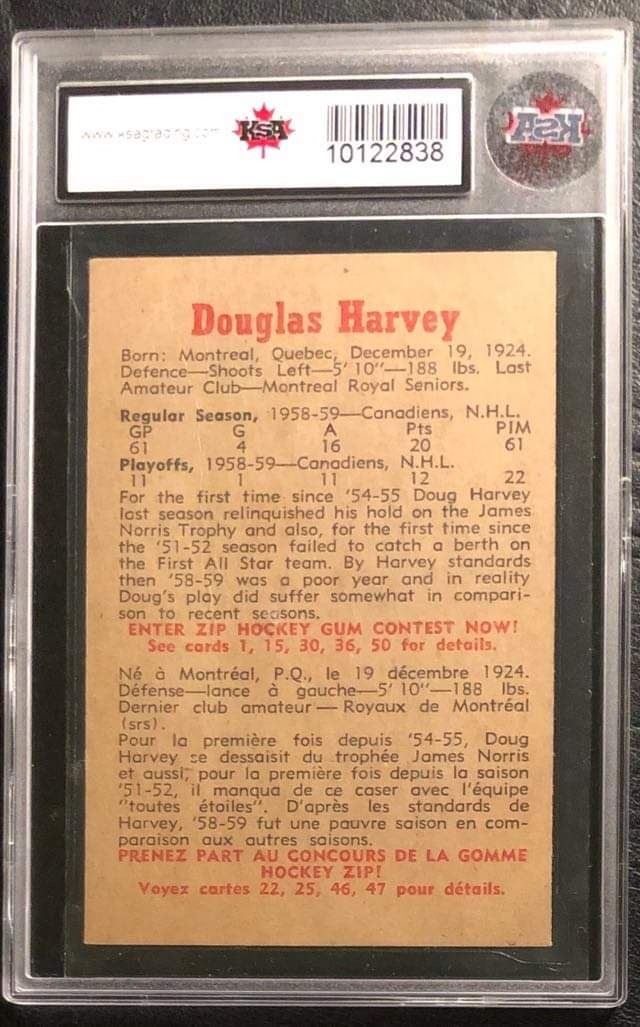 www.ksagrading.com
KSA
10122838
KSA
Douglas Harvey
Born: Montreal, Quebec, December 19, 1924.
Defence—Shoots Left—5' 10"—188 lbs. Last
Amateur Club—Montreal Royal Seniors.
Regular Season, 1958-59—Canadiens, N.H.L.
GP G A Pts PIM
61 4 16 20 61
Playoffs, 1958-59—Canadiens, N.H.L.
11 1 11 12 22
For the first time since '54-55 Doug Harvey
last season relinquished his hold on the James
Norris Trophy and also, for the first time since
the '51-52 season failed to catch a berth on
the First All Star team. By Harvey standards
then '58-59 was a poor year and in reality
Doug's play did suffer somewhat in compari-
son to recent seasons.
ENTER ZIP HOCKEY GUM CONTEST NOW!
See cards 1, 15, 30, 36, 50 for details.
Né à Montréal, P.Q., le 19 décembre 1924.
Défense—lance à gauche—5' 10"—188 lbs.
Dernier club amateur — Royaux de Montréal
(srs).
Pour la première fois depuis '54-55, Doug
Harvey se dessaisit du trophée James Norris
et aussi, pour la première fois depuis la saison
'51-52, il manqua de ce caser avec l'équipe
"toutes étoiles". D'après les standards de
Harvey, '58-59 fut une pauvre saison en com-
paraison aux autres saisons.
PRENEZ PART AU CONCOURS DE LA GOMME
HOCKEY ZIP!
Voyez cartes 22, 25, 46, 47 pour détails.